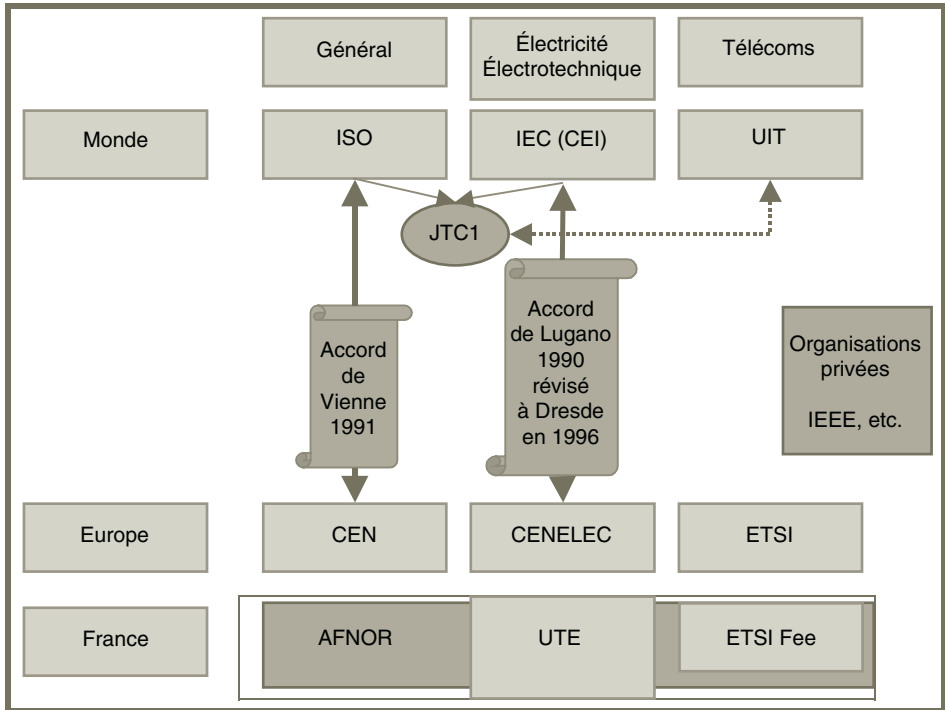 Général
Électricité
Électrotechnique
Télécoms
Monde
ISO
IEC (CEI)
UIT
JTC1
Accord
de
Vienne
1991
Accord
de Lugano
1990
révisé
à Dresde
en 1996
Organisations
privées
IEEE, etc.
Europe
CEN
CENELEC
ETSI
France
AFNOR
UTE
ETSI Fee